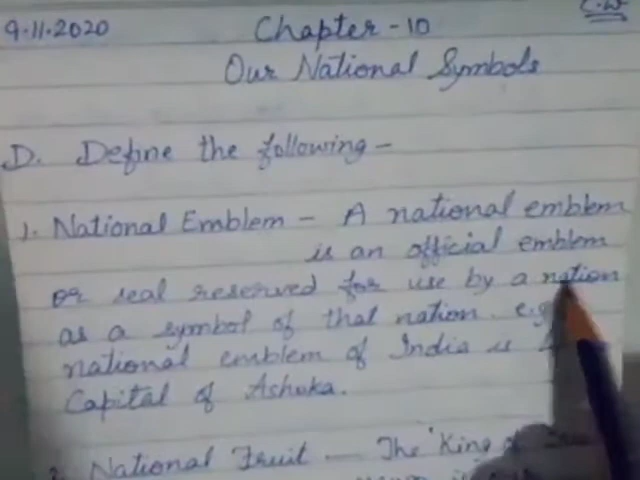 9.11.2020
C.W
Chapter - 10
Our National Symbols
D. Define the following -
1. National Emblem - A national emblem
is an official emblem
or seal reserved for use by a nation
as a symbol of that nation. e.g
national emblem of India is
Capital of Ashoka.
National Fruit - The 'King of